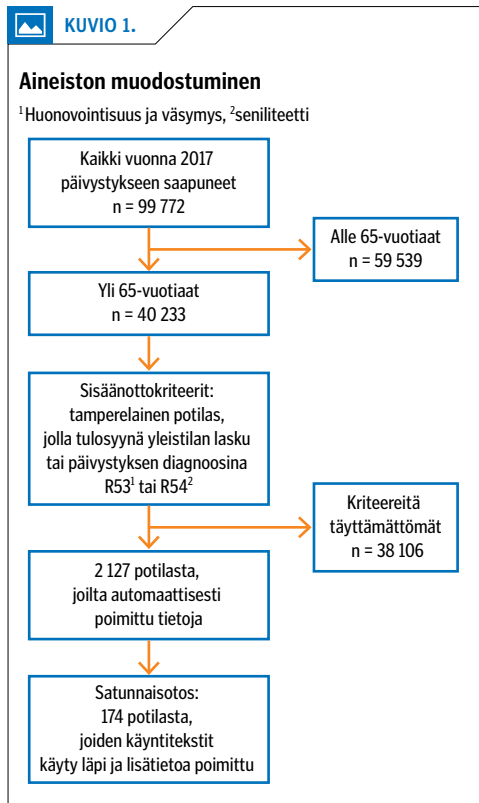 KUVIO 1.
Aineiston muodostuminen
¹Huonovointisuus ja väsymys, ²seniliteetti
Kaikki vuonna 2017
päivystykseen saapuneet
n = 99 772
Alle 65-vuotiaat
n = 59 539
Yli 65-vuotiaat
n = 40 233
Sisäänottokriteerit:
tamperelainen potilas,
jolla tulosyynä yleistilan lasku
tai päivystyksen diagnoosina
R53¹ tai R54²
Kriteereitä
täyttämättömät
n = 38 106
2 127 potilasta,
joilta automaattisesti
poimittu tietoja
Satunnaisotos:
174 potilasta,
joiden käyntitekstit
käyty läpi ja lisätietoa poimittu